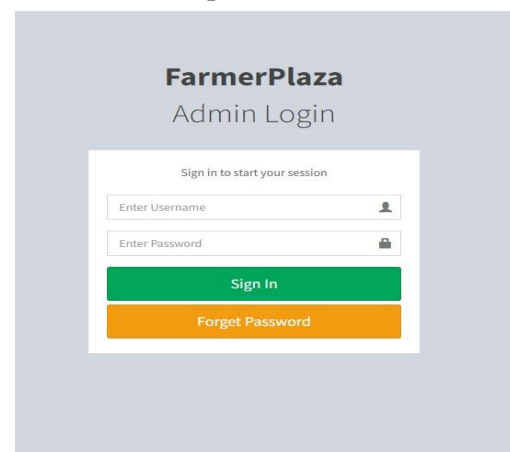 FarmerPlaza
Admin Login
Sign in to start your session
Enter Username
Enter Password
Sign In
Forget Password